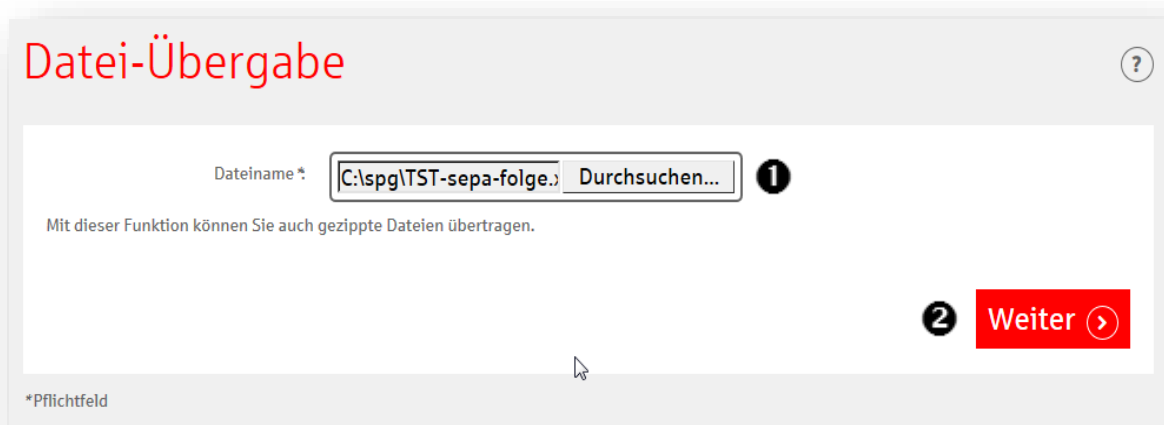 Datei-Übergabe
?
Dateiname*:
C:\spg\TST-sepa-folge.x Durchsuchen... 1
Mit dieser Funktion können Sie auch gezippte Dateien übertragen.
2 Weiter
*Pflichtfeld